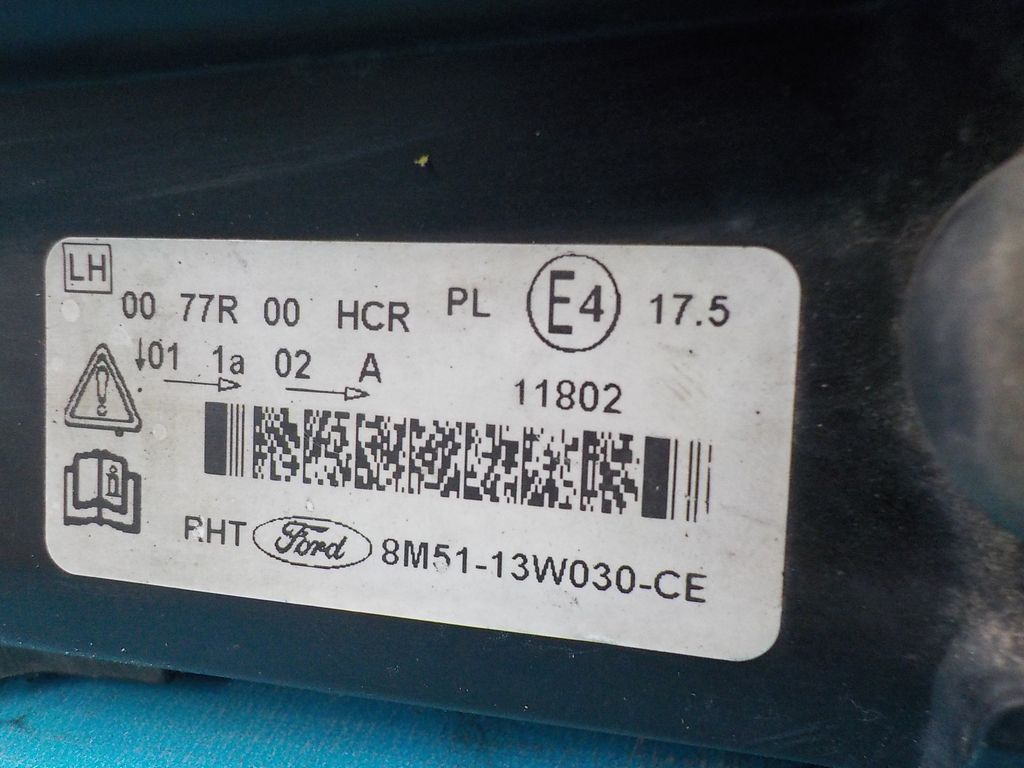 LH
00 77R 00 HCR PL E4 17.5
↓01 1a 02 A
11802
RHT Ford 8M51-13W030-CE